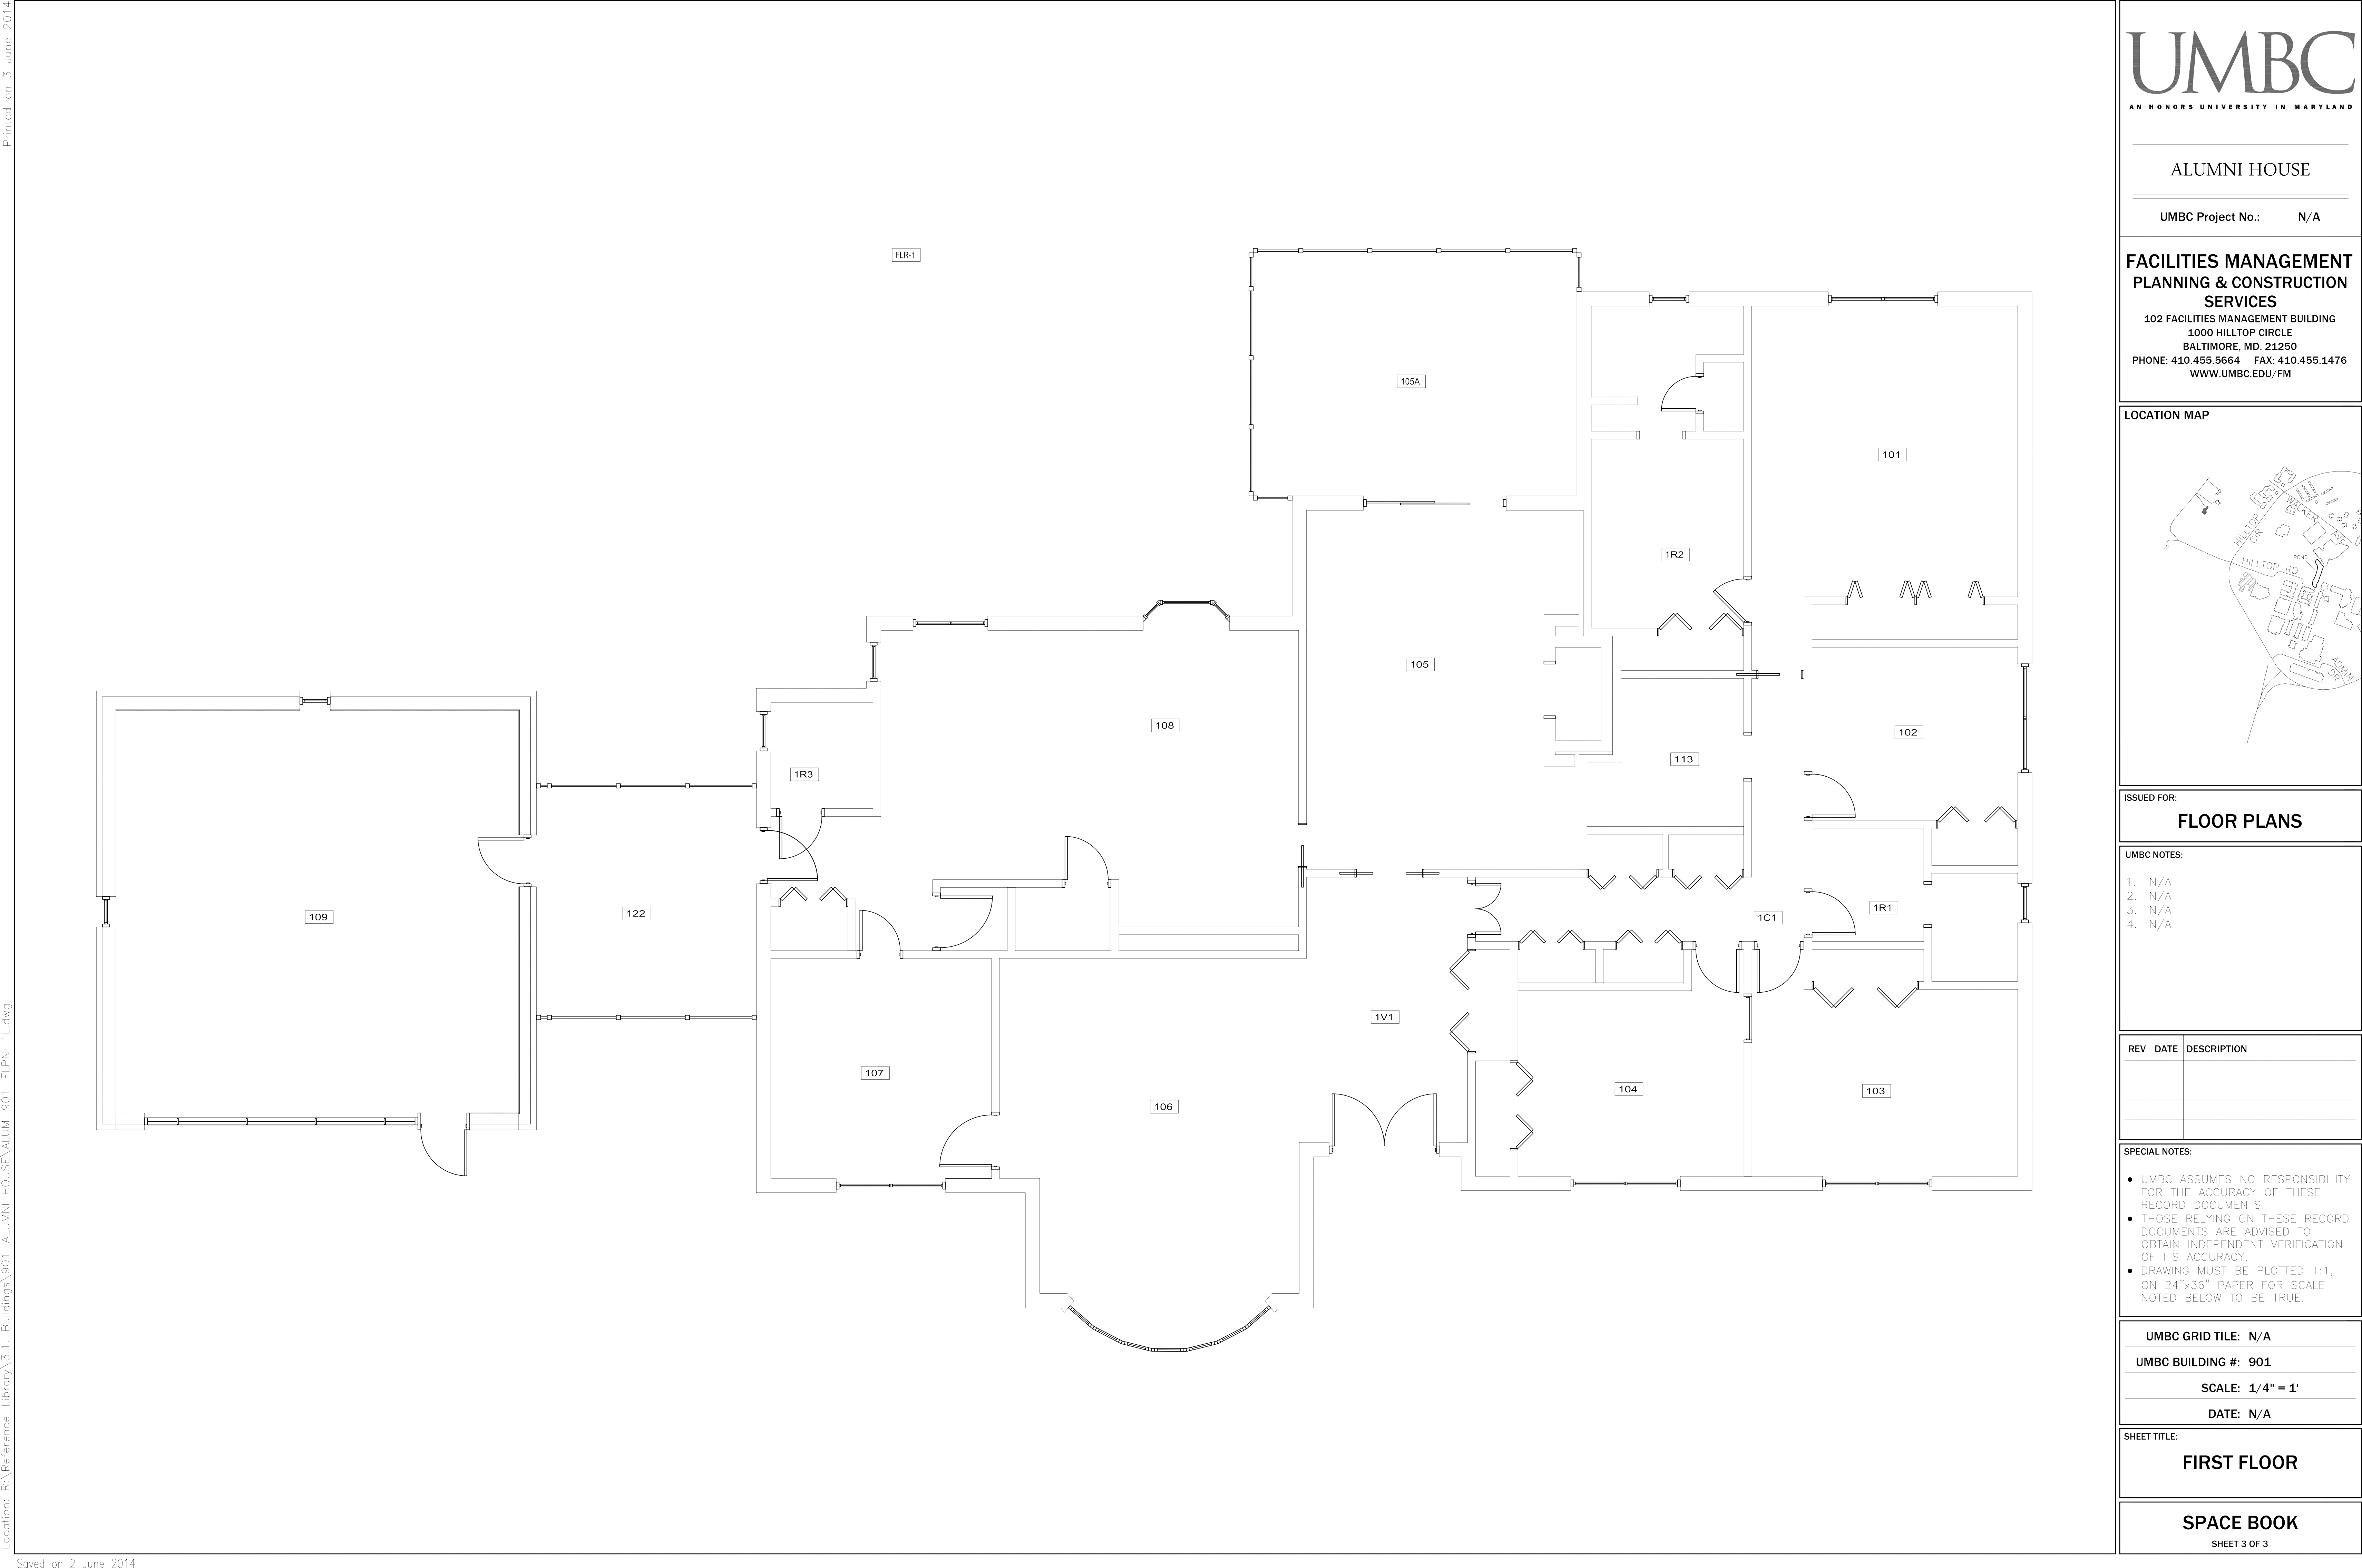 Printed on 3 June 2014
FLR-1
105A
101
1R2
105
108
102
113
1R3
109
122
1R1
1C1
1V1
107
106
104
103
Location: R:\Reference_Library\3.1. Buildings\901-ALUMNI HOUSE\ALUM-901-FLPN-1L.dwg
Saved on 2 June 2014
UMBC
AN HONORS UNIVERSITY IN MARYLAND
ALUMNI HOUSE
UMBC Project No.: N/A
FACILITIES MANAGEMENT
PLANNING & CONSTRUCTION
SERVICES
102 FACILITIES MANAGEMENT BUILDING
1000 HILLTOP CIRCLE
BALTIMORE, MD. 21250
PHONE: 410.455.5664 FAX: 410.455.1476
WWW.UMBC.EDU/FM
LOCATION MAP
WALKER AVE
HILLTOP
CIR
POND
HILLTOP RD
ADMIN
DR
ISSUED FOR:
FLOOR PLANS
UMBC NOTES:
1. N/A
2. N/A
3. N/A
4. N/A
REV DATE DESCRIPTION
SPECIAL NOTES:
• UMBC ASSUMES NO RESPONSIBILITY
FOR THE ACCURACY OF THESE
RECORD DOCUMENTS.
• THOSE RELYING ON THESE RECORD
DOCUMENTS ARE ADVISED TO
OBTAIN INDEPENDENT VERIFICATION
OF ITS ACCURACY.
• DRAWING MUST BE PLOTTED 1:1,
ON 24"x36" PAPER FOR SCALE
NOTED BELOW TO BE TRUE.
UMBC GRID TILE: N/A
UMBC BUILDING #: 901
SCALE: 1/4" = 1'
DATE: N/A
SHEET TITLE:
FIRST FLOOR
SPACE BOOK
SHEET 3 OF 3